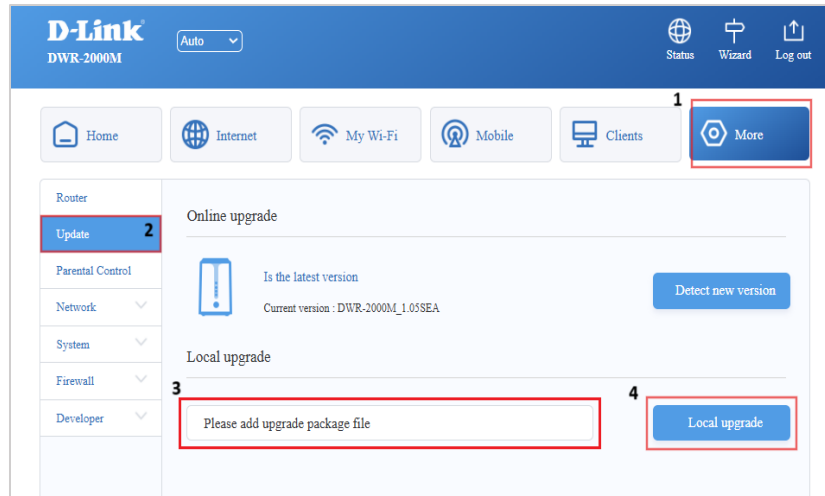 D-Link
DWR-2000M
Auto
Status
Wizard
Log out
1
Home
Internet
My Wi-Fi
Mobile
Clients
More
Router
Update
2
Parental Control
Network
System
Firewall
Developer
Online upgrade
Is the latest version
Current version : DWR-2000M_1.05SEA
Detect new version
Local upgrade
3
Please add upgrade package file
4
Local upgrade